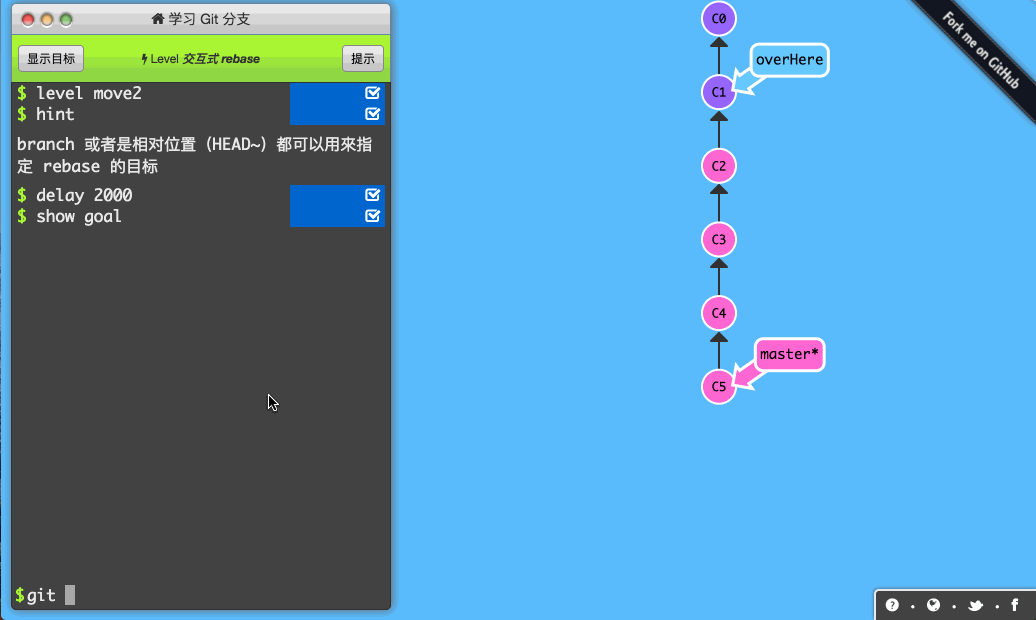 学习 Git 分支
显示目标
Level 交互式 rebase
提示
$ level move2
$ hint
branch 或者是相对位置（HEAD~）都可以用來指
定 rebase 的目标
$ delay 2000
$ show goal
$git
C0
overHere
C1
C2
C3
C4
master*
C5
Fork me on GitHub